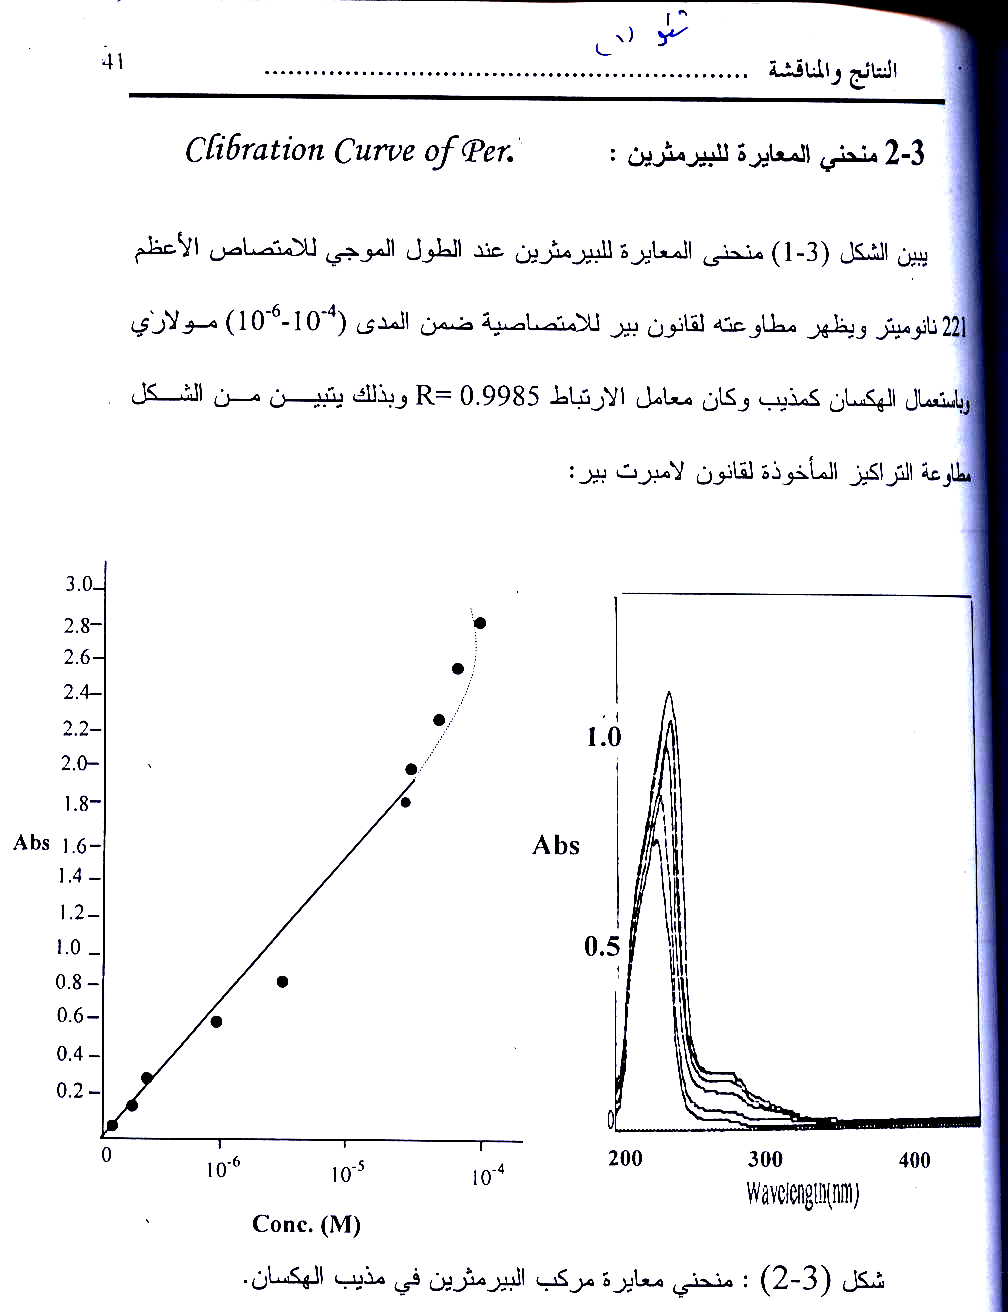 شكل (١)
النتائج والمناقشة ............................................................ 41
2-3 منحني المعايرة للبيرمثرين : Clibration Curve of Per.
يبين الشكل (3-1) منحنى المعايرة للبيرمثرين عند الطول الموجي للامتصاص الأعظم
221 نانوميتر ويظهر مطاوعته لقانون بير للامتصاصية ضمن المدى (10⁻⁴-10⁻⁶) مولاري
وباستعمال الهكسان كمذيب وكان معامل الارتباط R= 0.9985 وبذلك يتبين من الشكل
مطاوعة التراكيز المأخوذة لقانون لامبرت بير:
3.0
2.8
2.6
2.4
2.2
2.0
1.8
Abs 1.6
1.4
1.2
1.0
0.8
0.6
0.4
0.2
0 10⁻⁶ 10⁻⁵ 10⁻⁴
Conc. (M)
1.0
Abs
0.5
0
200 300 400
Wavelength(nm)
شكل (3-2) : منحني معايرة مركب البيرمثرين في مذيب الهكسان.